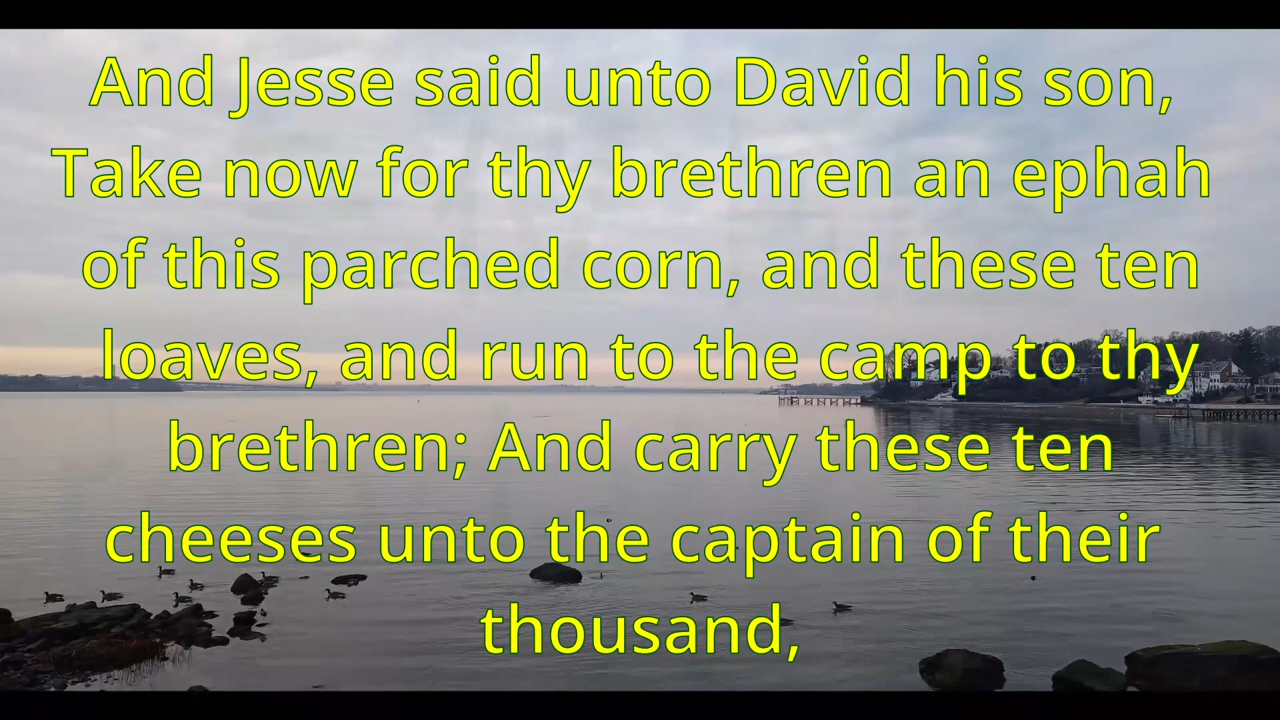 And Jesse said unto David his son,
Take now for thy brethren an ephah
of this parched corn, and these ten
loaves, and run to the camp to thy
brethren; And carry these ten
cheeses unto the captain of their
thousand,